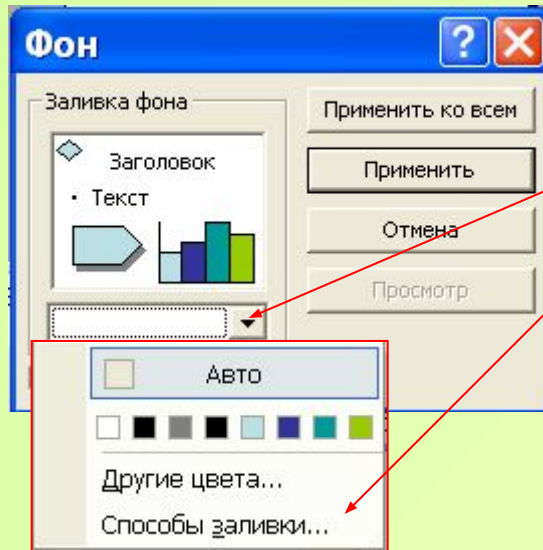 Фон
Заливка фона
Заголовок
• Текст
Применить ко всем
Применить
Отмена
Просмотр
Авто
Другие цвета...
Способы заливки...